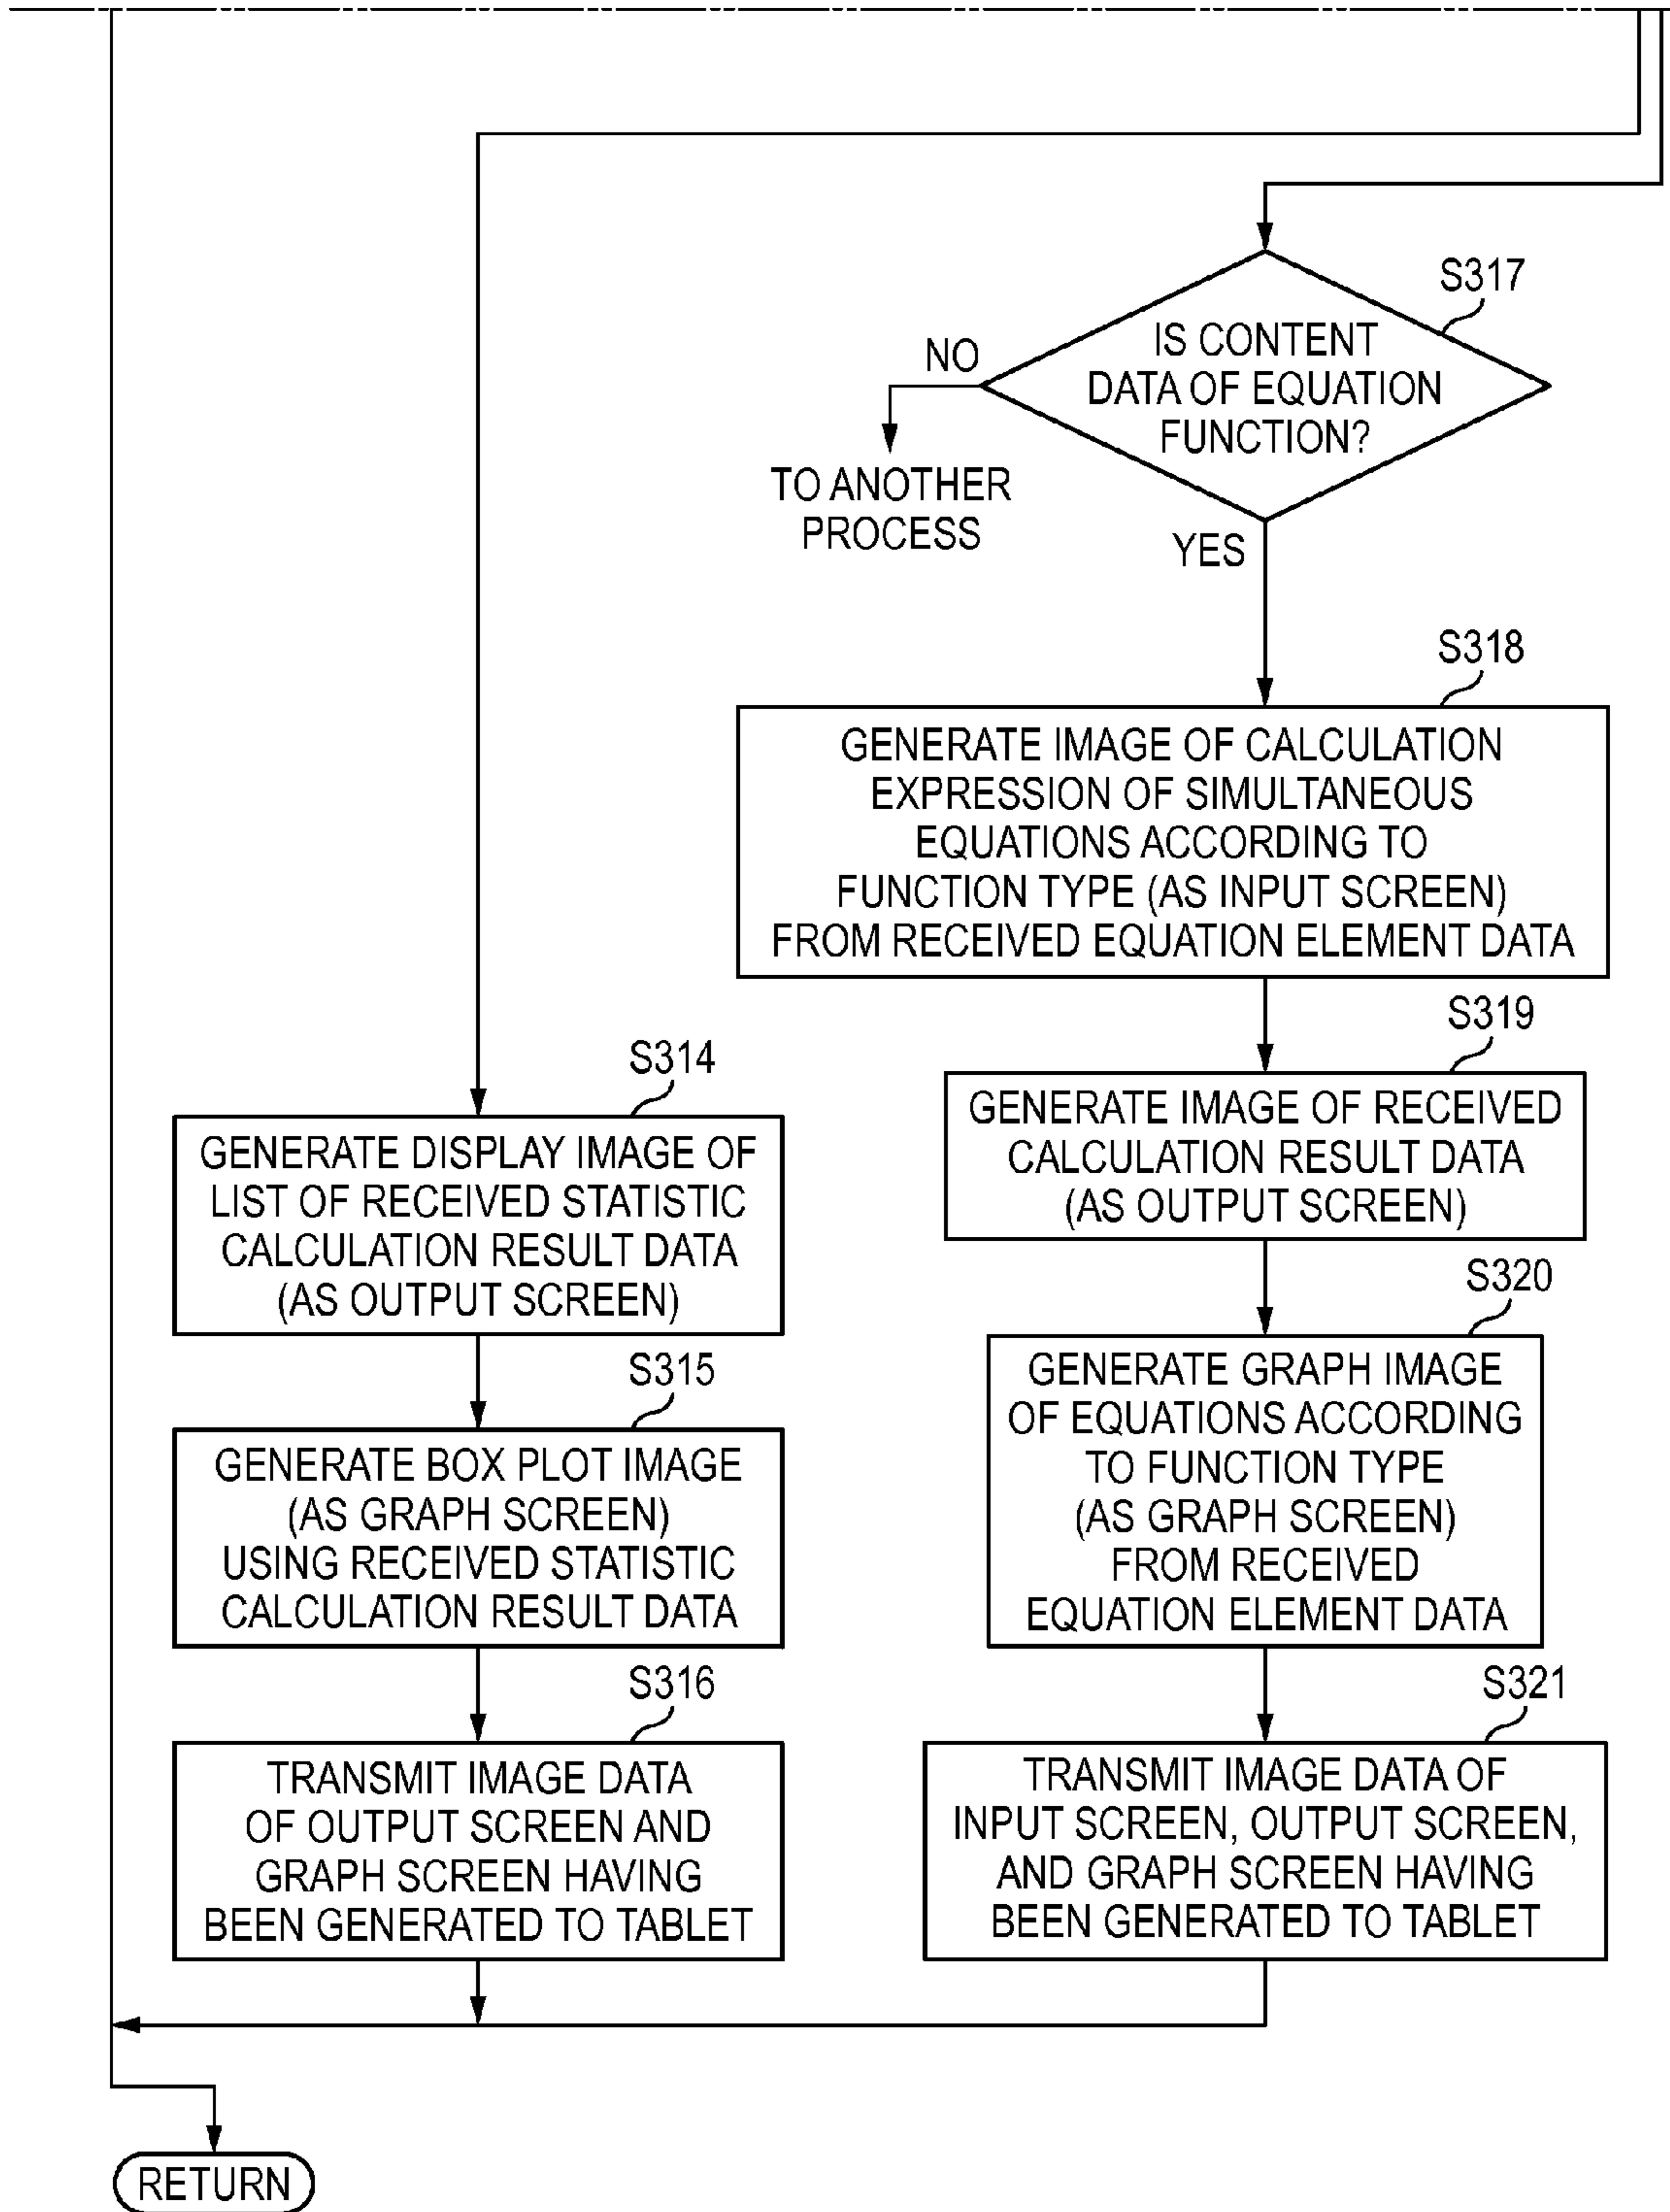 S317
IS CONTENT
DATA OF EQUATION
FUNCTION?
NO
TO ANOTHER
PROCESS
YES
S318
GENERATE IMAGE OF CALCULATION
EXPRESSION OF SIMULTANEOUS
EQUATIONS ACCORDING TO
FUNCTION TYPE (AS INPUT SCREEN)
FROM RECEIVED EQUATION ELEMENT DATA
S314
GENERATE DISPLAY IMAGE OF
LIST OF RECEIVED STATISTIC
CALCULATION RESULT DATA
(AS OUTPUT SCREEN)
S315
GENERATE BOX PLOT IMAGE
(AS GRAPH SCREEN)
USING RECEIVED STATISTIC
CALCULATION RESULT DATA
S316
TRANSMIT IMAGE DATA
OF OUTPUT SCREEN AND
GRAPH SCREEN HAVING
BEEN GENERATED TO TABLET
S319
GENERATE IMAGE OF RECEIVED
CALCULATION RESULT DATA
(AS OUTPUT SCREEN)
S320
GENERATE GRAPH IMAGE
OF EQUATIONS ACCORDING
TO FUNCTION TYPE
(AS GRAPH SCREEN)
FROM RECEIVED
EQUATION ELEMENT DATA
S321
TRANSMIT IMAGE DATA OF
INPUT SCREEN, OUTPUT SCREEN,
AND GRAPH SCREEN HAVING
BEEN GENERATED TO TABLET
RETURN